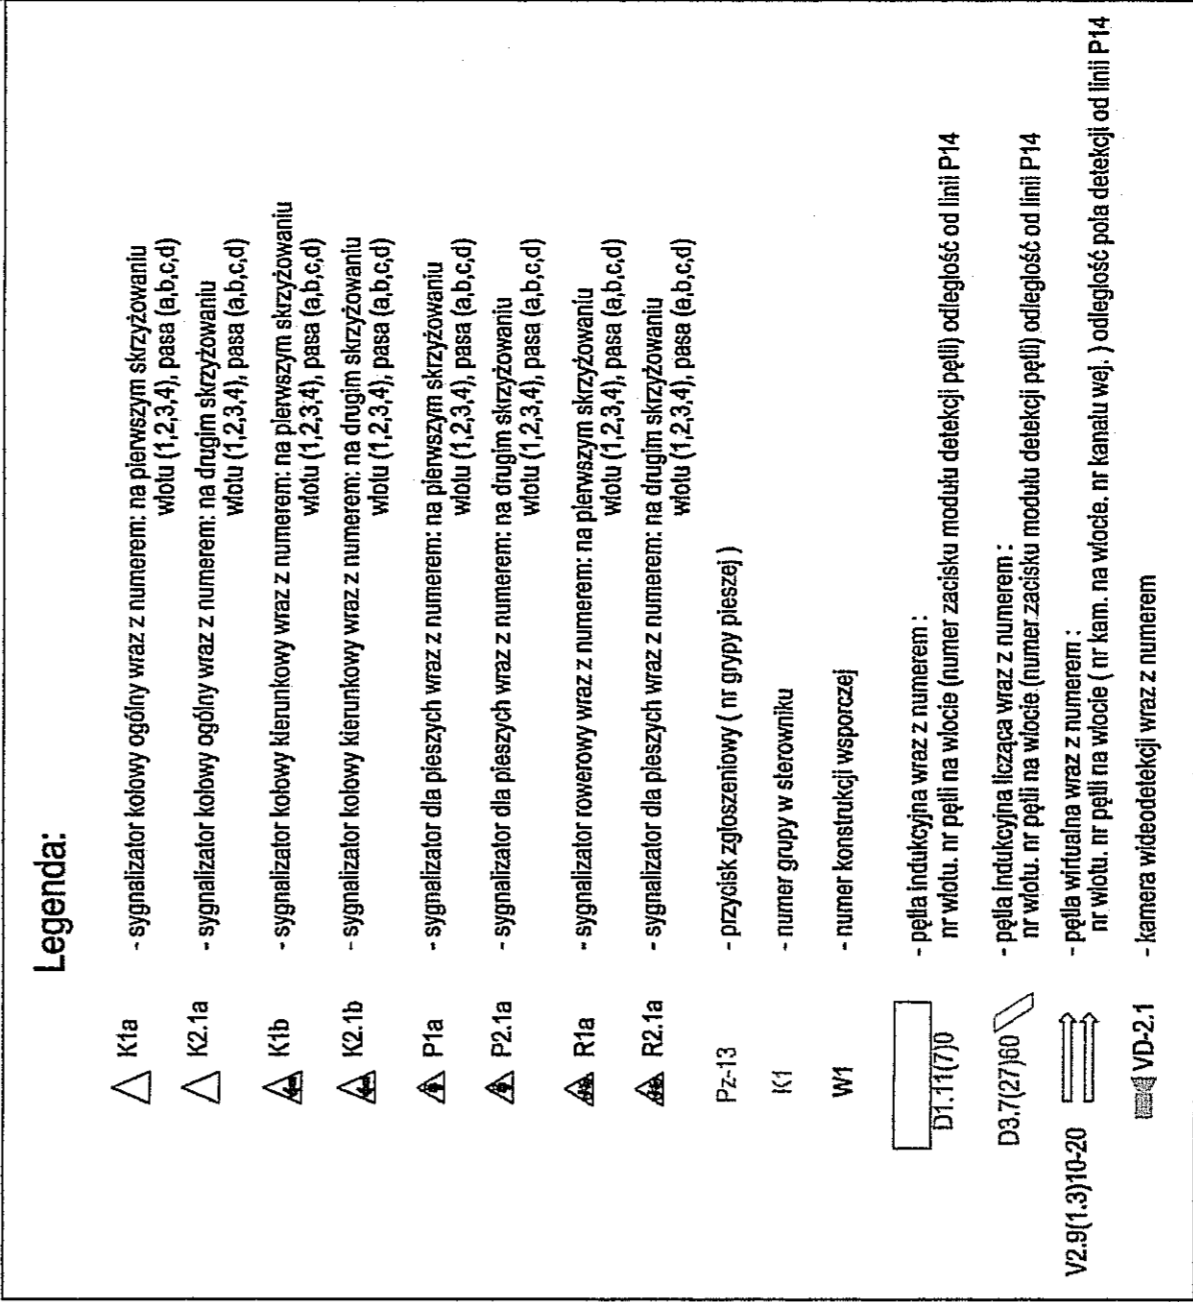 Legenda:
K1a - sygnalizator kołowy ogólny wraz z numerem: na pierwszym skrzyżowaniu
wlotu (1,2,3,4), pasa (a,b,c,d)
K2.1a - sygnalizator kołowy ogólny wraz z numerem: na drugim skrzyżowaniu
wlotu (1,2,3,4), pasa (a,b,c,d)
K1b - sygnalizator kołowy kierunkowy wraz z numerem: na pierwszym skrzyżowaniu
wlotu (1,2,3,4), pasa (a,b,c,d)
K2.1b - sygnalizator kołowy kierunkowy wraz z numerem: na drugim skrzyżowaniu
wlotu (1,2,3,4), pasa (a,b,c,d)
P1a - sygnalizator dla pieszych wraz z numerem: na pierwszym skrzyżowaniu
wlotu (1,2,3,4), pasa (a,b,c,d)
P2.1a - sygnalizator dla pieszych wraz z numerem: na drugim skrzyżowaniu
wlotu (1,2,3,4), pasa (a,b,c,d)
R1a - sygnalizator rowerowy wraz z numerem: na pierwszym skrzyżowaniu
wlotu (1,2,3,4), pasa (a,b,c,d)
R2.1a - sygnalizator dla pieszych wraz z numerem: na drugim skrzyżowaniu
wlotu (1,2,3,4), pasa (a,b,c,d)
Pz-13 - przycisk zgłoszeniowy ( nr grypy pieszej )
K1 - numer grupy w sterowniku
W1 - numer konstrukcji wsporczej
D1.11(7)0 - pętla indukcyjna wraz z numerem :
nr wlotu. nr pętli na wlocie (numer zacisku modułu detekcji pętli) odległość od linii P14
D3.7(27)60 - pętla indukcyjna licząca wraz z numerem :
nr wlotu. nr pętli na wlocie (numer zacisku modułu detekcji pętli) odległość od linii P14
V2.9(1.3)10-20 - pętla wirtualna wraz z numerem :
nr wlotu. nr pętli na wlocie ( nr kam. na wlocie. nr kanału wej. ) odległość pola detekcji od linii P14
VD-2.1 - kamera wideodetekcji wraz z numerem